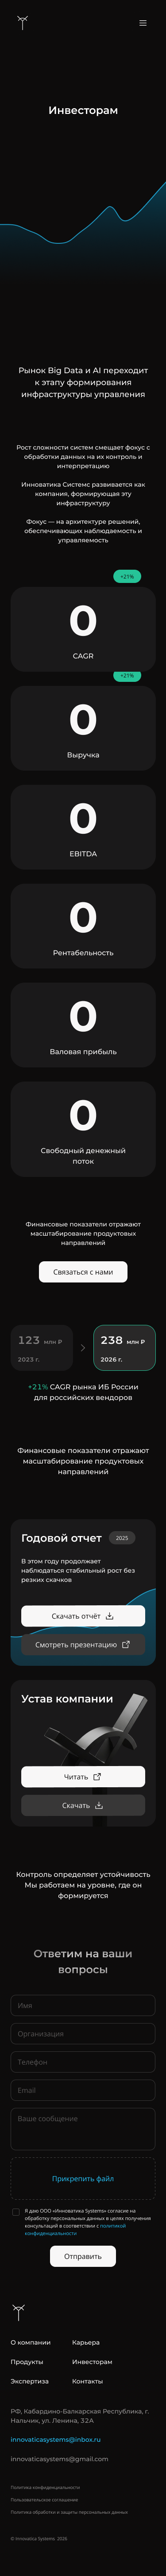 Инвесторам
Рынок Big Data и AI переходит
к этапу формирования
инфраструктуры управления
Рост сложности систем смещает фокус с
обработки данных на их контроль и
интерпретацию
Инноватика Системс развивается как
компания, формирующая эту
инфраструктуру
Фокус — на архитектуре решений,
обеспечивающих наблюдаемость и
управляемость
+21%
0
CAGR
+21%
0
Выручка
0
EBITDA
0
Рентабельность
0
Валовая прибыль
0
Свободный денежный
поток
Финансовые показатели отражают
масштабирование продуктовых
направлений
Связаться с нами
123 млн ₽
2023 г.
238 млн ₽
2026 г.
+21% CAGR рынка ИБ России
для российских вендоров
Финансовые показатели отражают
масштабирование продуктовых
направлений
Годовой отчет
2025
В этом году продолжает
наблюдаться стабильный рост без
резких скачков
Скачать отчёт
Смотреть презентацию
Устав компании
Читать
Скачать
Контроль определяет устойчивость
Мы работаем на уровне, где он
формируется
Ответим на ваши
вопросы
Имя
Организация
Телефон
Email
Ваше сообщение
Прикрепить файл
Я даю ООО «Инноватика Systems» согласие на
обработку персональных данных в целях получения
консультаций в соответствии с политикой
конфиденциальности
Отправить
О компании
Карьера
Продукты
Инвесторам
Экспертиза
Контакты
РФ, Кабардино-Балкарская Республика, г.
Нальчик, ул. Ленина, 32А
innovaticasystems@inbox.ru
innovaticasystems@gmail.com
Политика конфиденциальности
Пользовательское соглашение
Политика обработки и защиты персональных данных
© Innovatica Systems 2026